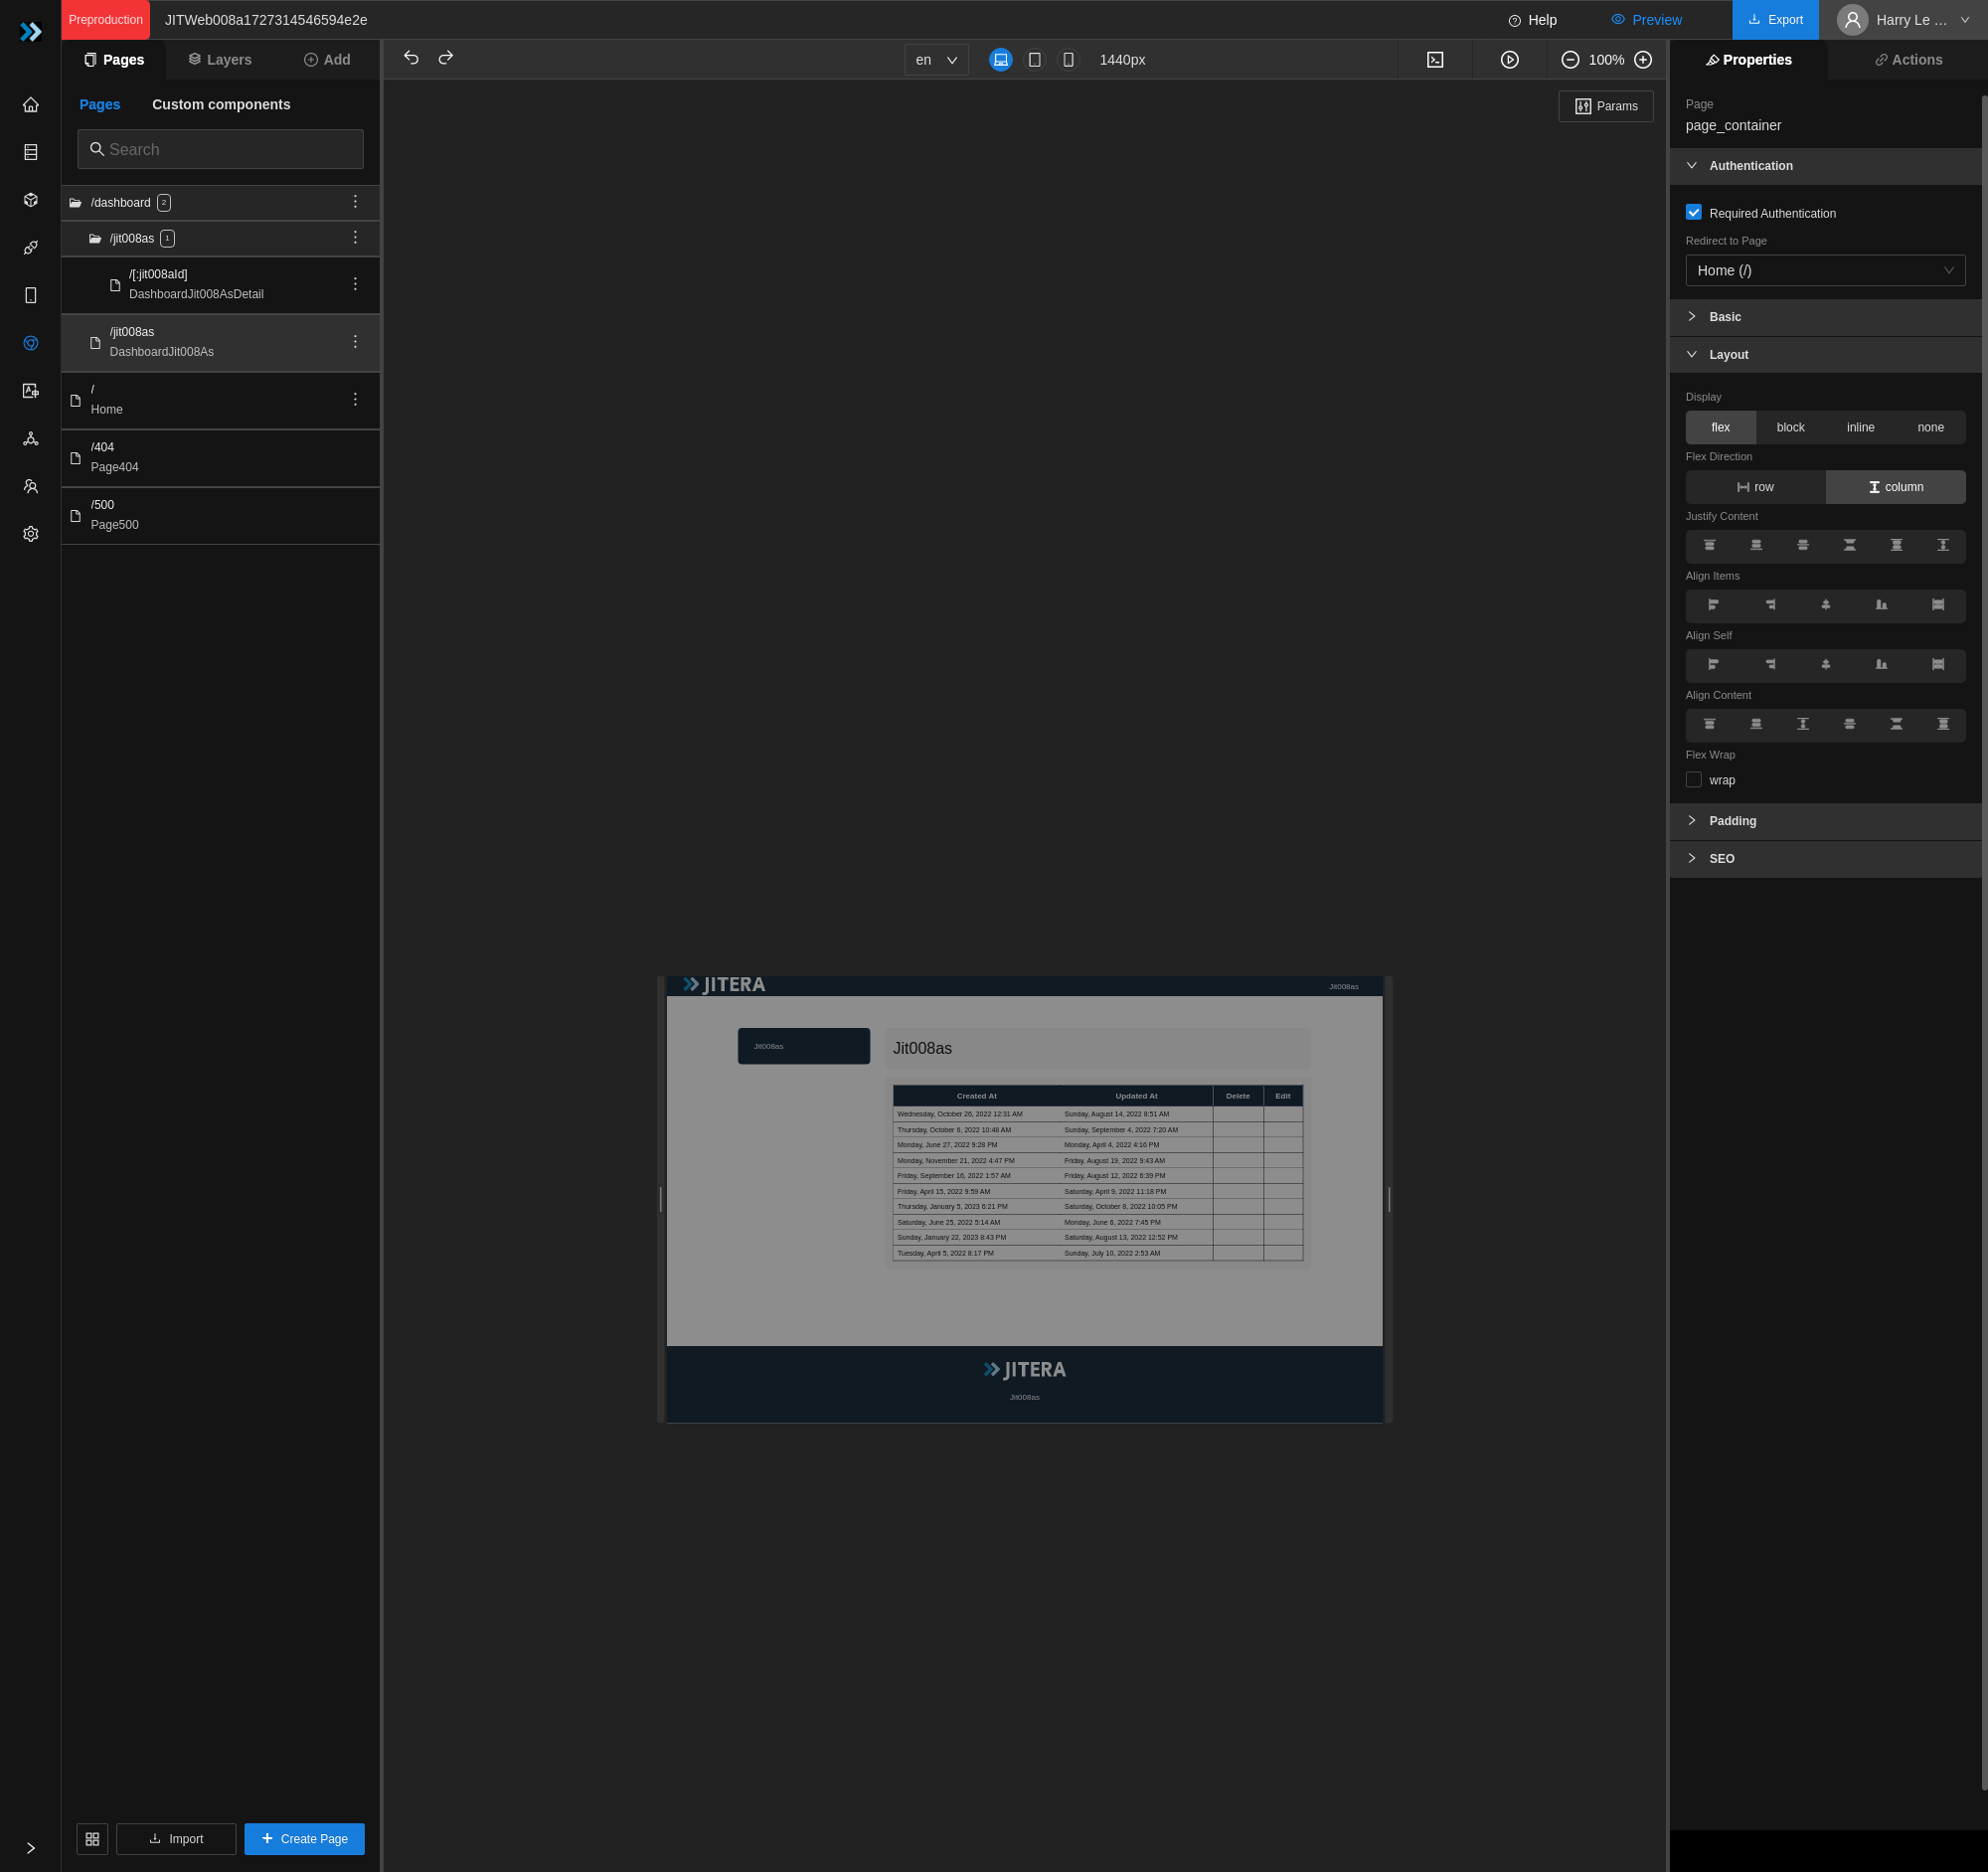 Preproduction JITWeb008a1727314546594e2e Help Preview Export Harry Le ...
Pages Layers Add
en 1440px 100%
Properties Actions
Pages Custom components
Search
/dashboard 2
/jit008as 1
/[:jit008aId]
DashboardJit008AsDetail
/jit008as
DashboardJit008As
/
Home
/404
Page404
/500
Page500
Import Create Page
Params
JITERA Jit008as
Jit008as
Jit008as
Created At Updated At Delete Edit
Wednesday, October 26, 2022 12:31 AM Sunday, August 14, 2022 8:51 AM
Thursday, October 6, 2022 10:48 AM Sunday, September 4, 2022 7:20 AM
Monday, June 27, 2022 9:28 PM Monday, April 4, 2022 4:16 PM
Monday, November 21, 2022 4:47 PM Friday, August 19, 2022 9:43 AM
Friday, September 16, 2022 1:57 AM Friday, August 12, 2022 6:39 PM
Friday, April 15, 2022 9:59 AM Saturday, April 9, 2022 11:18 PM
Thursday, January 5, 2023 6:21 PM Saturday, October 8, 2022 10:05 PM
Saturday, June 25, 2022 5:14 AM Monday, June 6, 2022 7:45 PM
Sunday, January 22, 2023 8:43 PM Saturday, August 13, 2022 12:52 PM
Tuesday, April 5, 2022 8:17 PM Sunday, July 10, 2022 2:53 AM
JITERA
Jit008as
Page
page_container
Authentication
Required Authentication
Redirect to Page
Home (/)
Basic
Layout
Display
flex block inline none
Flex Direction
row column
Justify Content
Align Items
Align Self
Align Content
Flex Wrap
wrap
Padding
SEO